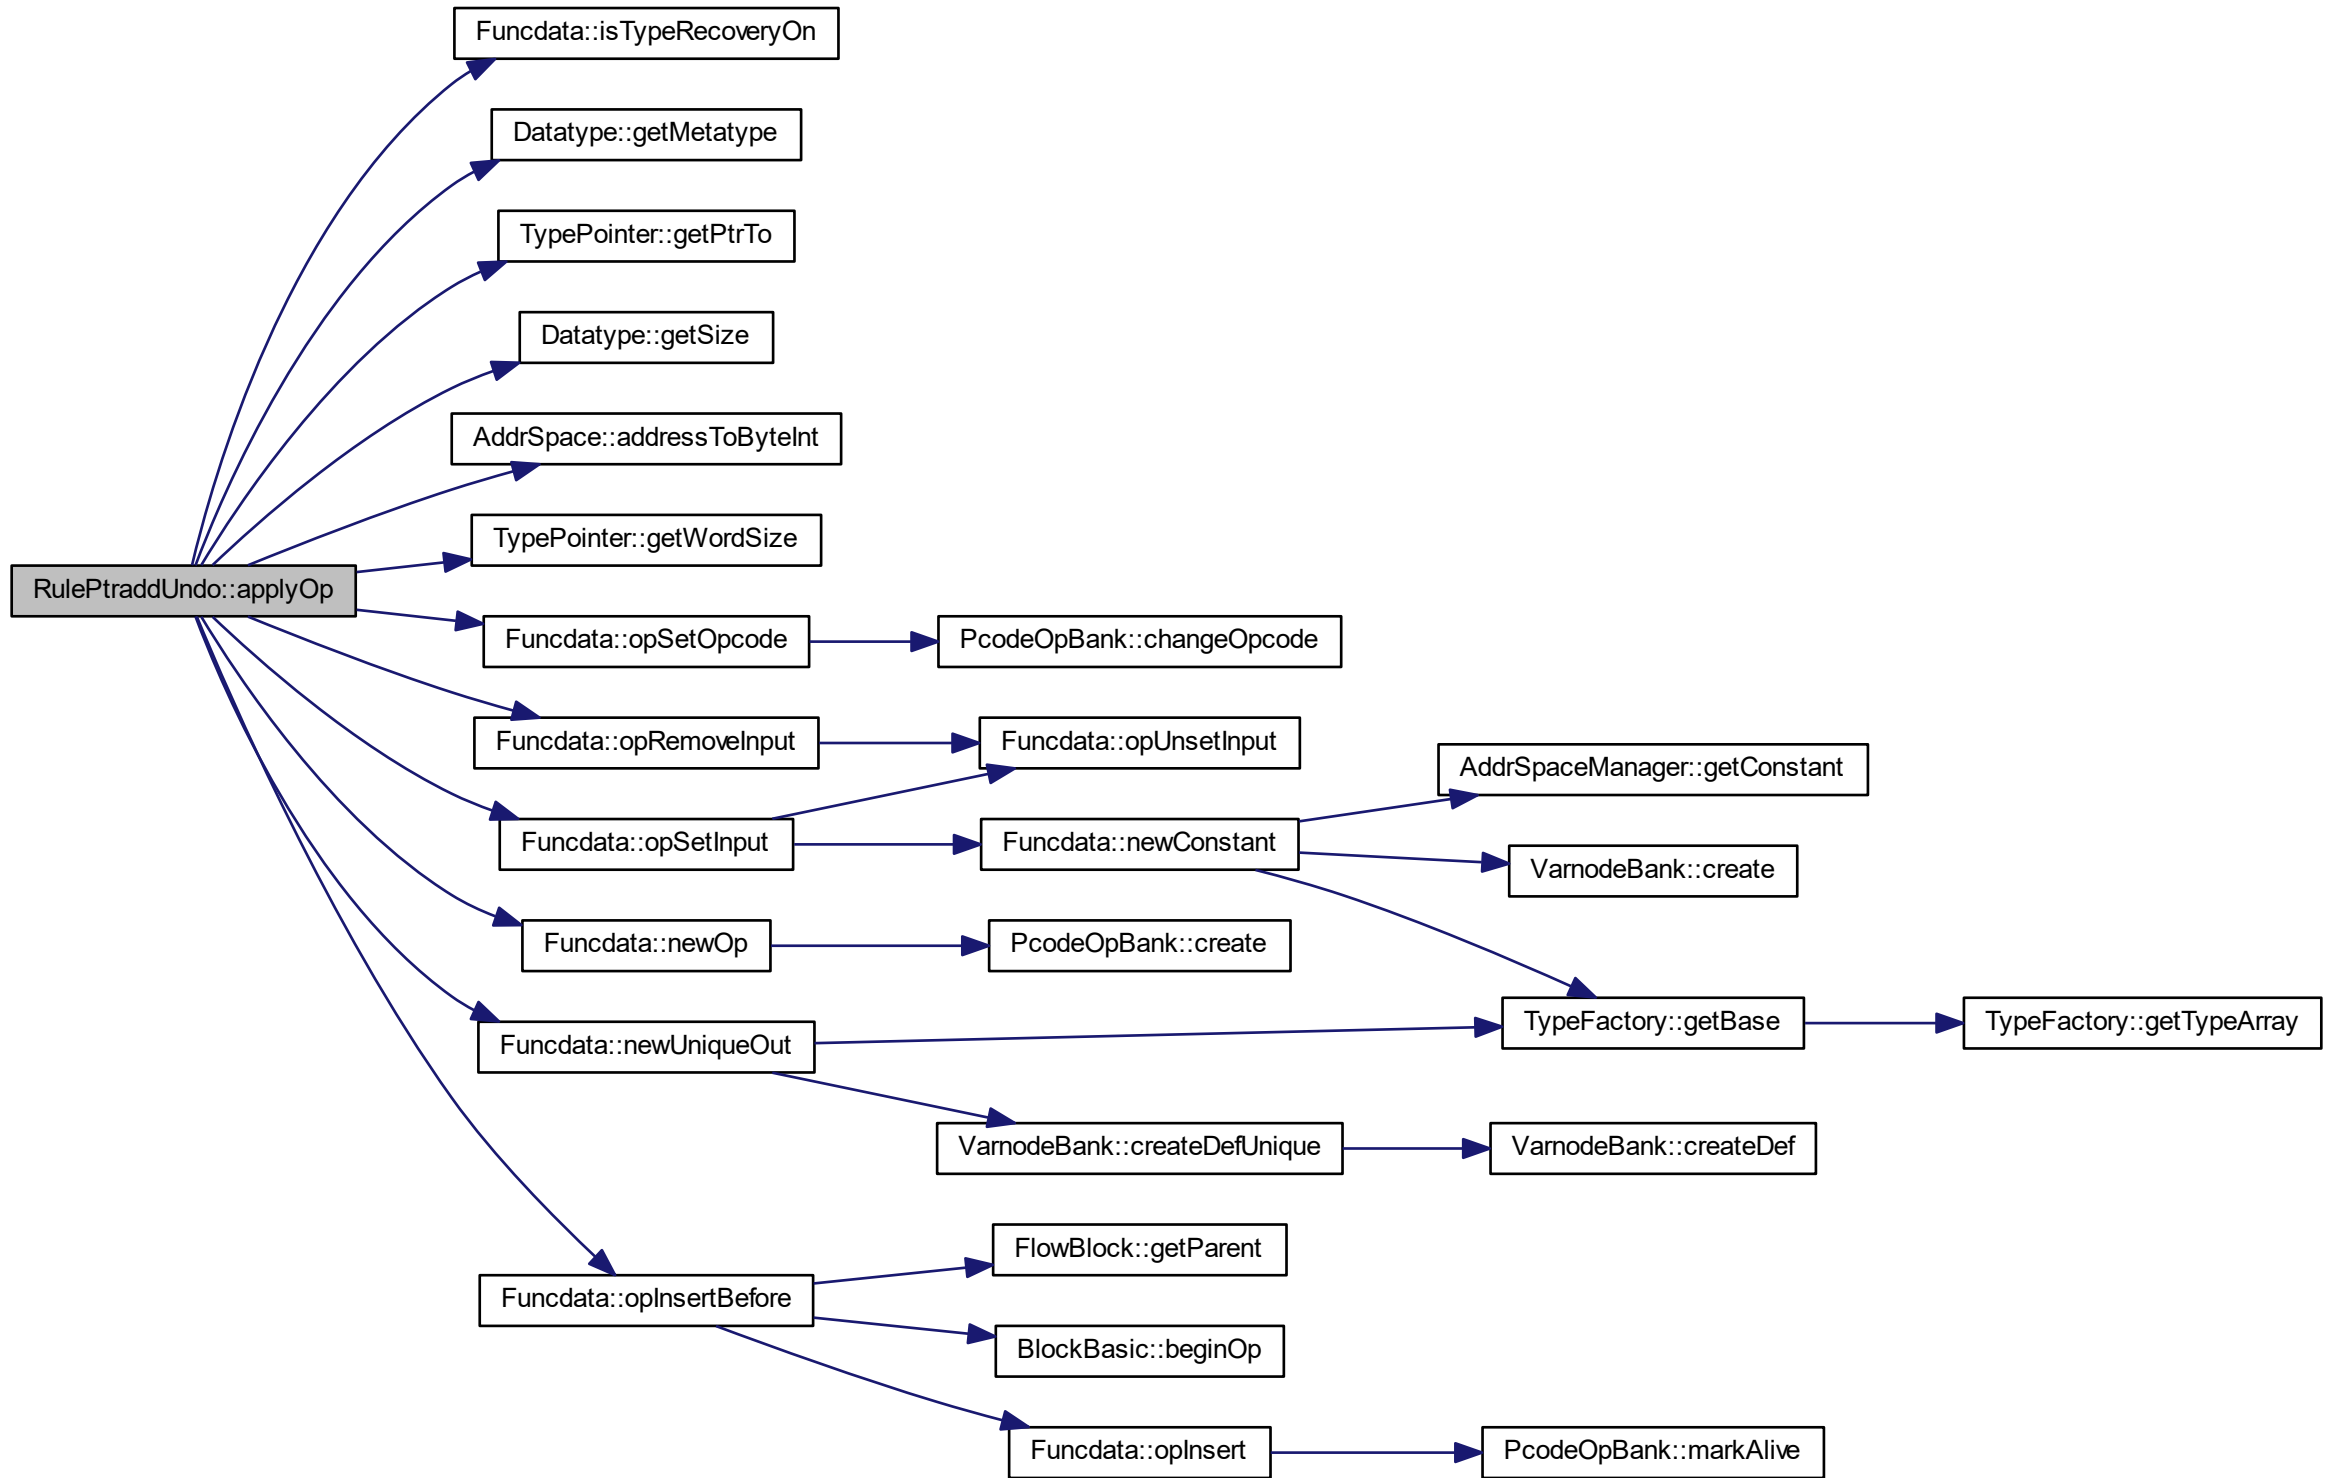 Funcdata::isTypeRecoveryOn
Datatype::getMetatype
TypePointer::getPtrTo
Datatype::getSize
AddrSpace::addressToByteInt
TypePointer::getWordSize
RulePtraddUndo::applyOp
Funcdata::opSetOpcode
PcodeOpBank::changeOpcode
Funcdata::opRemoveInput
Funcdata::opUnsetInput
AddrSpaceManager::getConstant
Funcdata::opSetInput
Funcdata::newConstant
VarnodeBank::create
Funcdata::newOp
PcodeOpBank::create
Funcdata::newUniqueOut
TypeFactory::getBase
TypeFactory::getTypeArray
VarnodeBank::createDefUnique
VarnodeBank::createDef
FlowBlock::getParent
Funcdata::opInsertBefore
BlockBasic::beginOp
Funcdata::opInsert
PcodeOpBank::markAlive